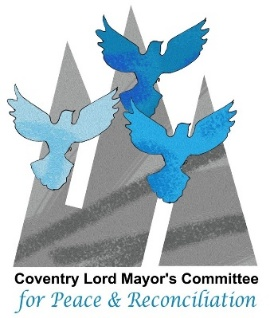 Coventry Lord Mayor's Committee
for Peace & Reconciliation